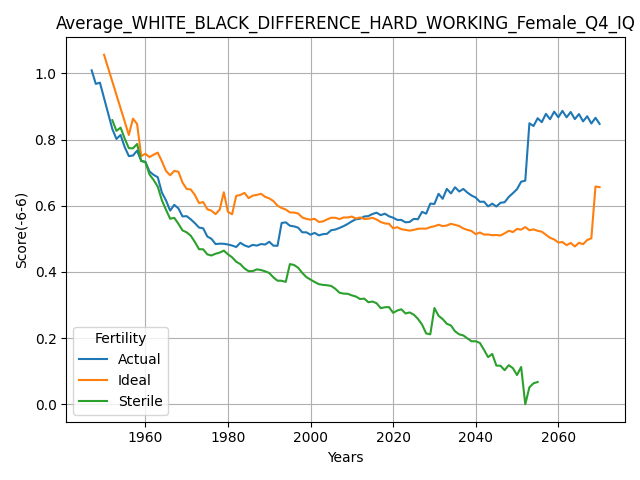 Average_WHITE_BLACK_DIFFERENCE_HARD_WORKING_Female_Q4_IQ
1.0
0.8
0.6
0.4
0.2
0.0
Score(-6-6)
Fertility
Actual
Ideal
Sterile
1960 1980 2000 2020 2040 2060
Years